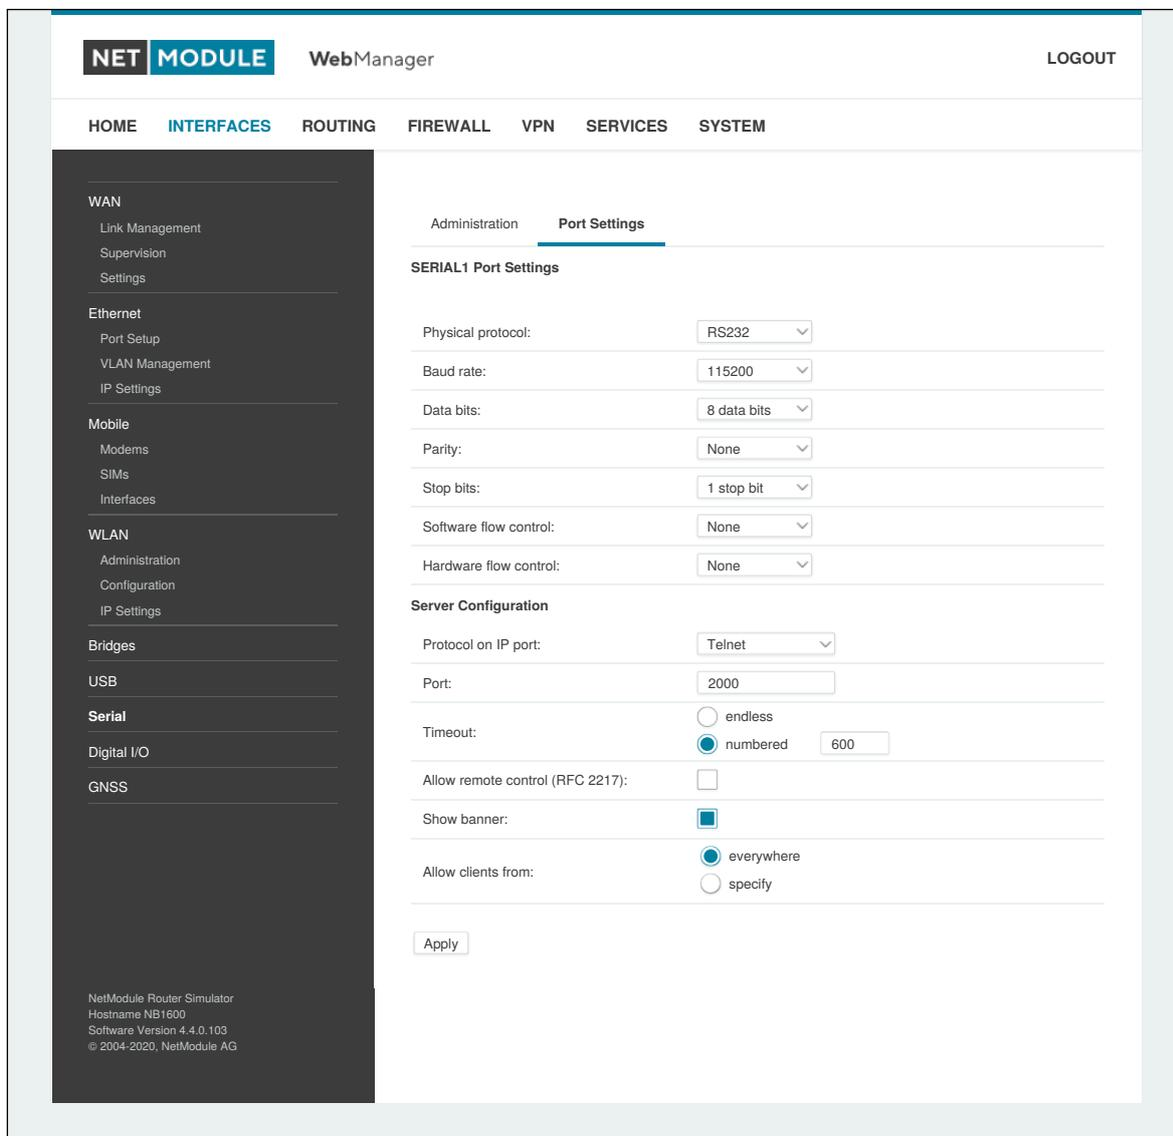 NET MODULE WebManager LOGOUT
HOME INTERFACES ROUTING FIREWALL VPN SERVICES SYSTEM
WAN
Link Management
Supervision
Settings
Ethernet
Port Setup
VLAN Management
IP Settings
Mobile
Modems
SIMs
Interfaces
WLAN
Administration
Configuration
IP Settings
Bridges
USB
Serial
Digital I/O
GNSS
NetModule Router Simulator
Hostname NB1600
Software Version 4.4.0.103
© 2004-2020, NetModule AG
Administration Port Settings
SERIAL1 Port Settings
Physical protocol: RS232
Baud rate: 115200
Data bits: 8 data bits
Parity: None
Stop bits: 1 stop bit
Software flow control: None
Hardware flow control: None
Server Configuration
Protocol on IP port: Telnet
Port: 2000
Timeout:
endless
numbered 600
Allow remote control (RFC 2217):
Show banner:
Allow clients from:
everywhere
specify
Apply